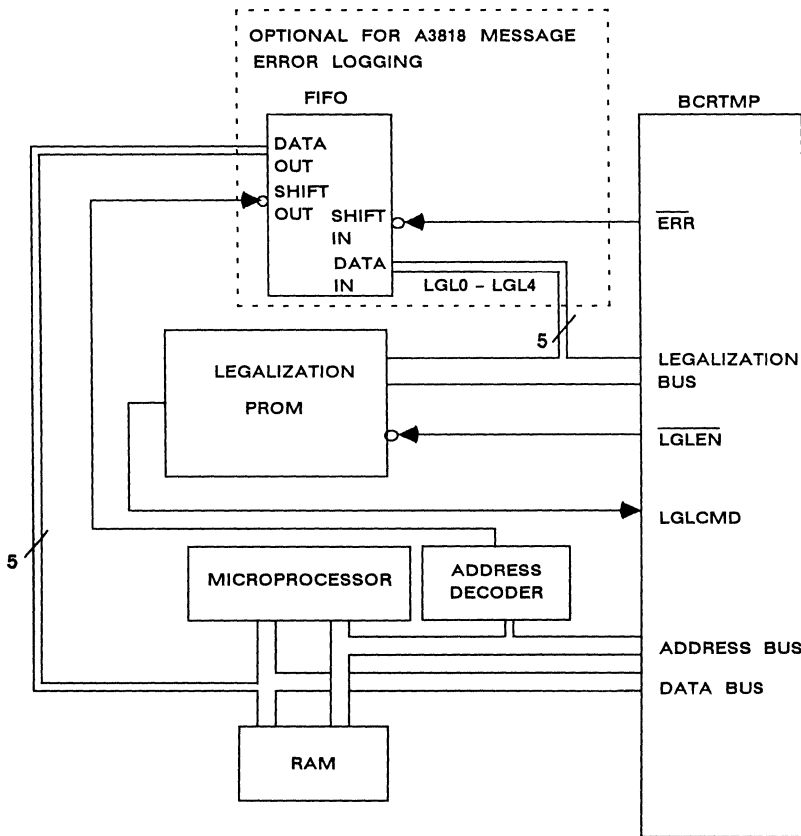 OPTIONAL FOR A3818 MESSAGE
ERROR LOGGING
FIFO
BCRTMP
DATA
OUT
SHIFT
OUT
SHIFT
IN
DATA
IN
ERR
LGL0 - LGL4
5
LEGALIZATION
BUS
LEGALIZATION
PROM
LGLEN
LGLCMD
5
MICROPROCESSOR
ADDRESS
DECODER
ADDRESS BUS
DATA BUS
RAM